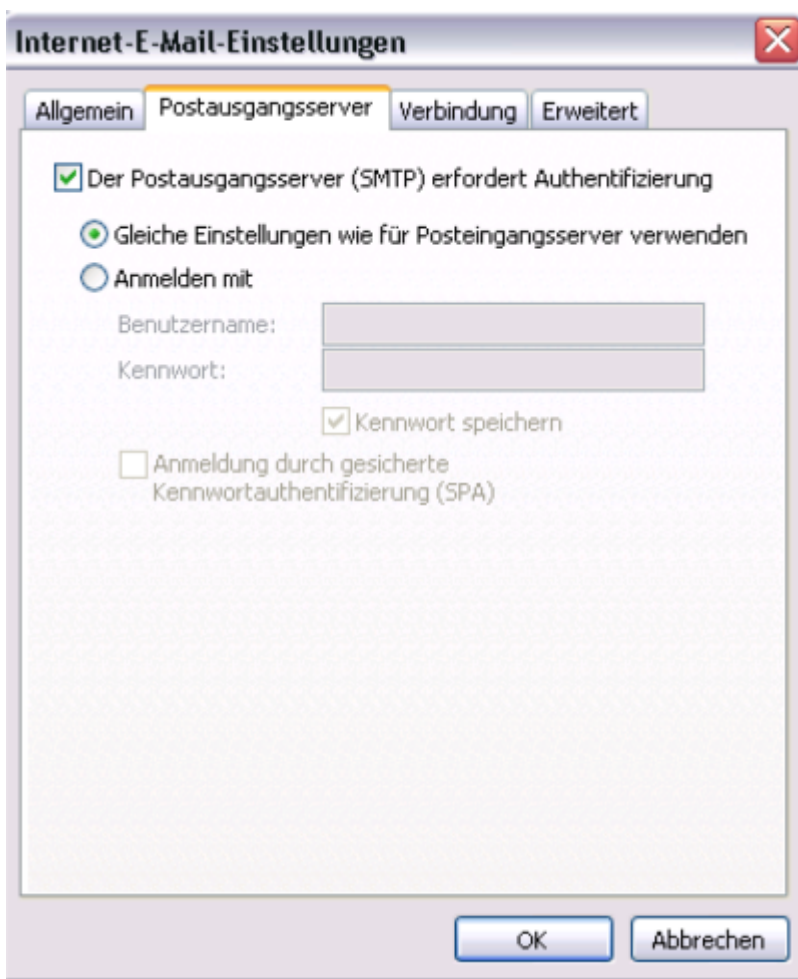 Internet-E-Mail-Einstellungen
Allgemein Postausgangsserver Verbindung Erweitert
Der Postausgangsserver (SMTP) erfordert Authentifizierung
Gleiche Einstellungen wie für Posteingangsserver verwenden
Anmelden mit
Benutzername:
Kennwort:
Kennwort speichern
Anmeldung durch gesicherte
Kennwortauthentifizierung (SPA)
OK Abbrechen